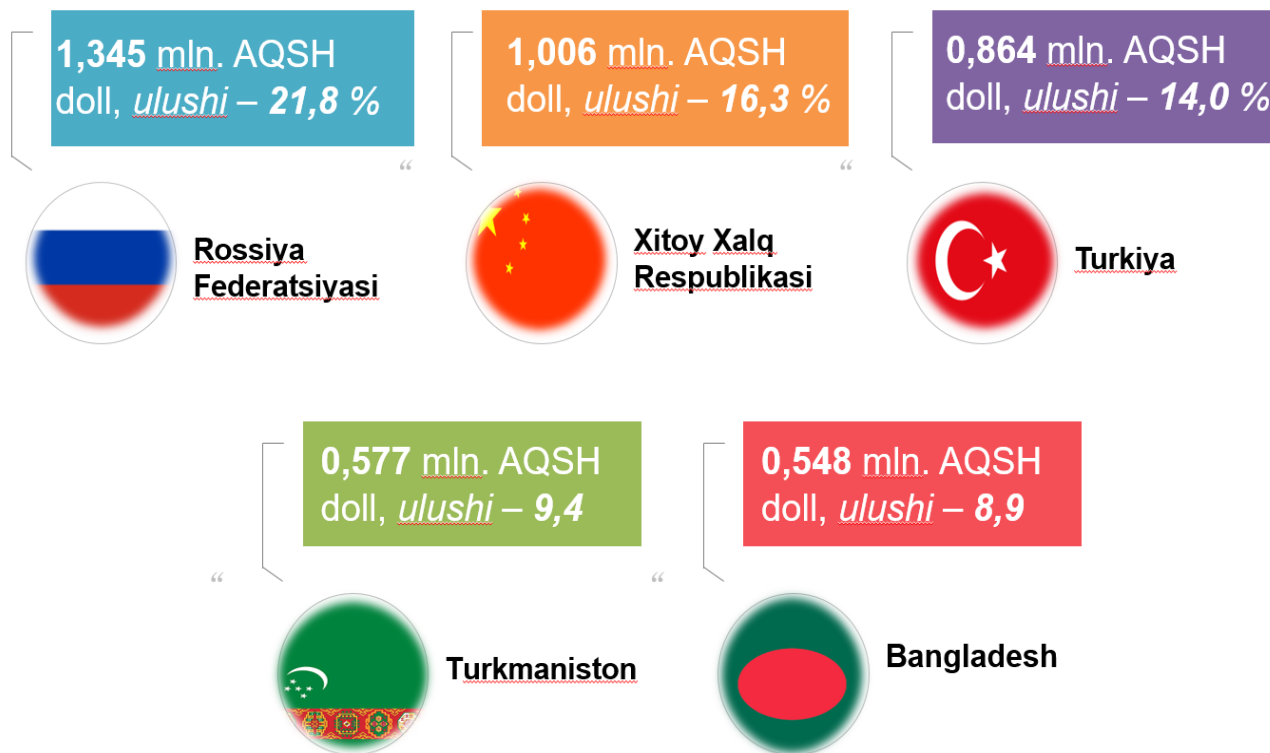 1,345 mln. AQSH
doll, ulushi – 21,8 %
1,006 mln. AQSH
doll, ulushi – 16,3 %
0,864 mln. AQSH
doll, ulushi – 14,0 %
“
“
Rossiya
Federatsiyasi
Xitoy Xalq
Respublikasi
Turkiya
0,577 mln. AQSH
doll, ulushi – 9,4
0,548 mln. AQSH
doll, ulushi – 8,9
“
“
Turkmaniston
Bangladesh